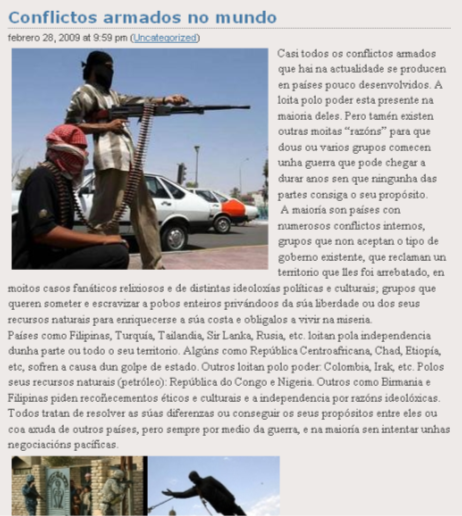 Conflictos armados no mundo
febrero 28, 2009 at 9:59 pm (Uncategorized)
Casi todos os conflictos armados
que hai na actualidade se producen
en países pouco desenvolvidos. A
loita polo poder esta presente na
maioria deles. Pero tamén existen
outras moitas "razóns" para que
dous ou varios grupos comecen
unha guerra que pode chegar a
durar anos sen que ningunha das
partes consiga o seu propósito.
A maioría son países con
numerosos conflictos internos,
grupos que non aceptan o tipo de
goberno existente, que reclaman un
territorio que lles foi arrebatado, en
moitos casos fanáticos relixiosos e de distintas ideoloxías políticas e culturais; grupos que
queren someter e escravizar a pobos enteiros privándoos da súa liberdade ou dos seus
recursos naturais para enriquecerse a súa costa e obligalos a vivir na miseria.
Países como Filipinas, Turquía, Tailandia, Sir Lanka, Rusia, etc. loitan pola independencia
dunha parte ou todo o seu territorio. Algúns como República Centroafricana, Chad, Etiopía,
etc, sofren a causa dun golpe de estado. Outros loitan polo poder: Colombia, Irak, etc. Polos
seus recursos naturais (petróleo): República do Congo e Nigeria. Outros como Birmania e
Filipinas piden recoñecementos éticos e culturais e a independencia por razóns ideolóxicas.
Todos tratan de resolver as súas diferenzas ou conseguir os seus propósitos entre eles ou
coa axuda de outros países, pero sempre por medio da guerra, e na maioría sen intentar unhas
negociacións pacíficas.